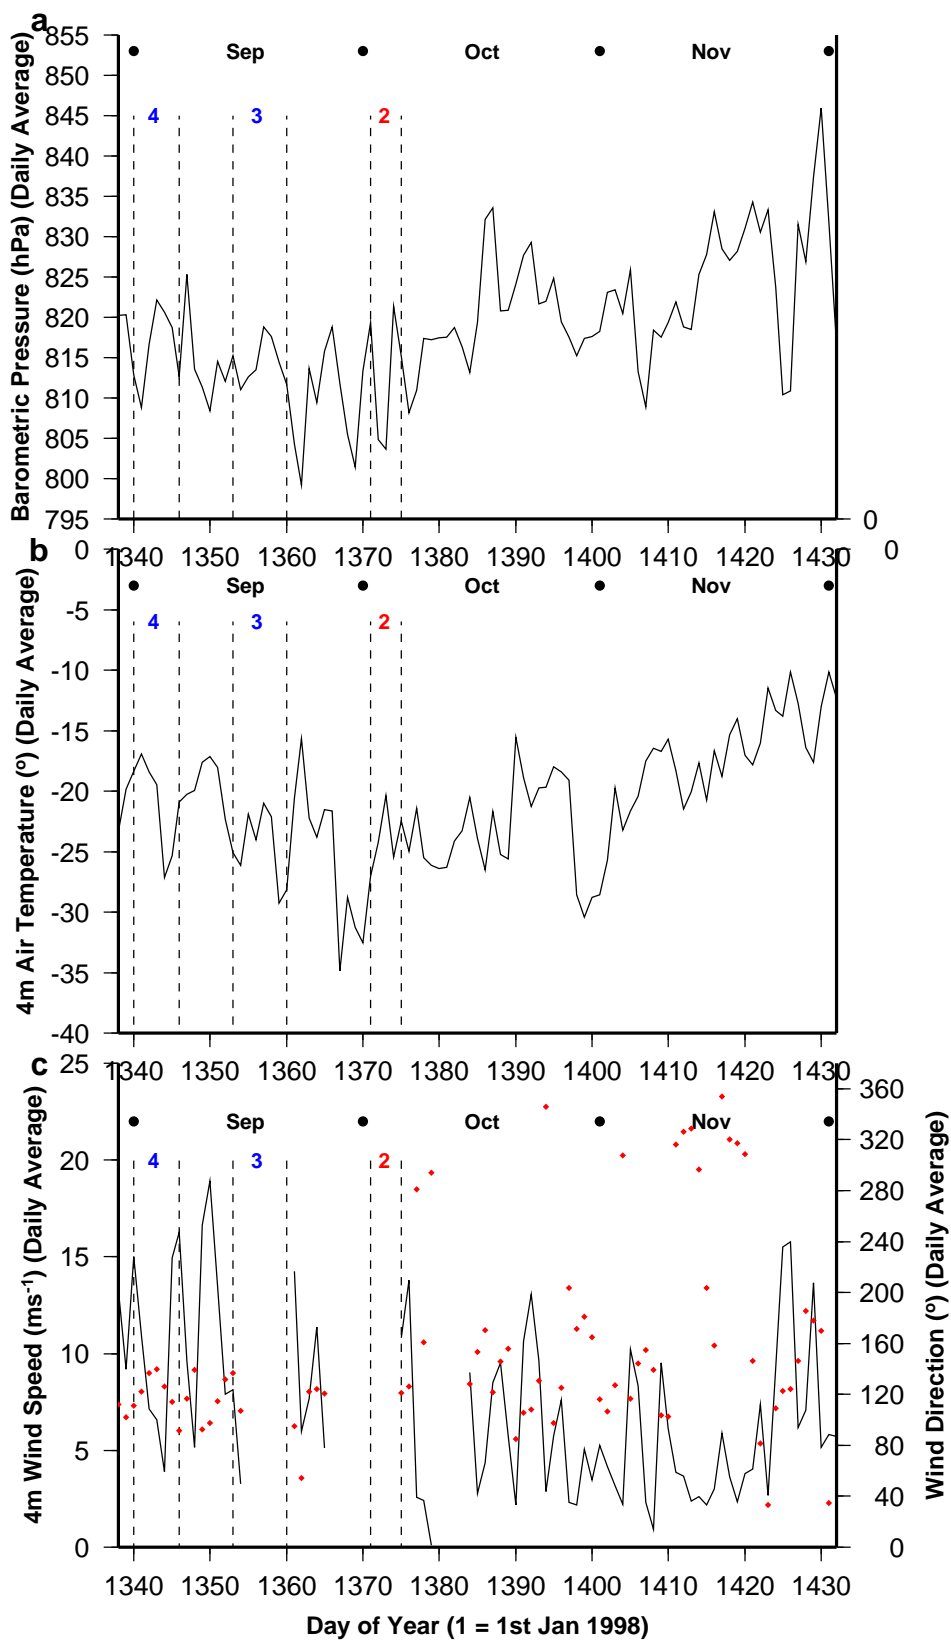 a
855
Sep Oct Nov
850
845
4 3 2
840
835
830
825
820
815
810
805
800
795
0
Barometric Pressure (hPa) (Daily Average)
1340 1350 1360 1370 1380 1390 1400 1410 1420 1430
b
0
0
Sep Oct Nov
-5
4 3 2
-10
-15
-20
-25
-30
-35
-40
4m Air Temperature (º) (Daily Average)
1340 1350 1360 1370 1380 1390 1400 1410 1420 1430
c
25
360
Sep Oct Nov
320
20
4 3 2
280
240
15
200
160
10
120
80
5
40
0
0
4m Wind Speed (ms-1) (Daily Average)
Wind Direction (º) (Daily Average)
1340 1350 1360 1370 1380 1390 1400 1410 1420 1430
Day of Year (1 = 1st Jan 1998)